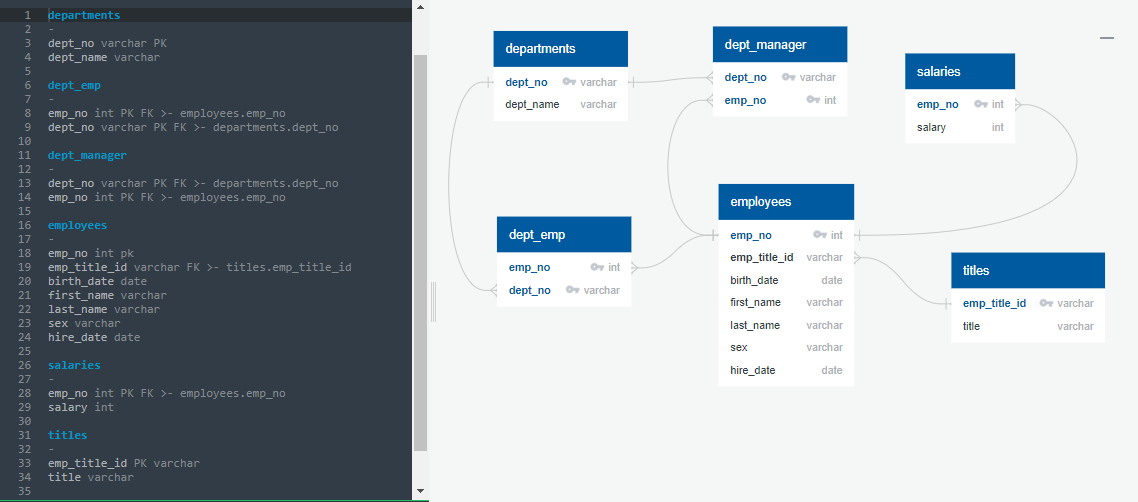 1 departments
2 -
3 dept_no varchar PK
4 dept_name varchar
5
6 dept_emp
7 -
8 emp_no int PK FK >- employees.emp_no
9 dept_no varchar PK FK >- departments.dept_no
10
11 dept_manager
12 -
13 dept_no varchar PK FK >- departments.dept_no
14 emp_no int PK FK >- employees.emp_no
15
16 employees
17 -
18 emp_no int pk
19 emp_title_id varchar FK >- titles.emp_title_id
20 birth_date date
21 first_name varchar
22 last_name varchar
23 sex varchar
24 hire_date date
25
26 salaries
27 -
28 emp_no int PK FK >- employees.emp_no
29 salary int
30
31 titles
32 -
33 emp_title_id PK varchar
34 title varchar
35
departments
dept_no varchar
dept_name varchar
dept_manager
dept_no varchar
emp_no int
salaries
emp_no int
salary int
dept_emp
emp_no int
dept_no varchar
employees
emp_no int
emp_title_id varchar
birth_date date
first_name varchar
last_name varchar
sex varchar
hire_date date
titles
emp_title_id varchar
title varchar